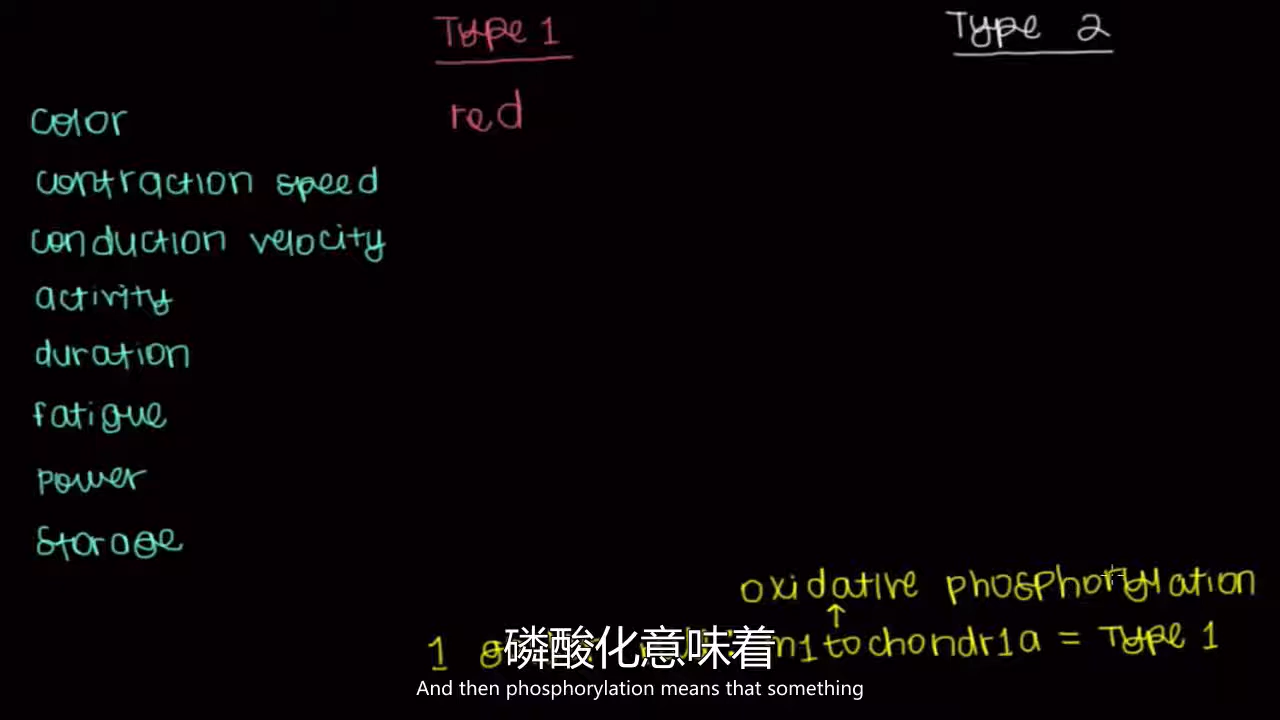 Type 1 Type 2
color red
contraction speed
conduction velocity
activity
duration
fatigue
power
storage
oxidative phosphorylation
↑
1 mitochondria = Type 1
磷酸化意味着
And then phosphorylation means that something